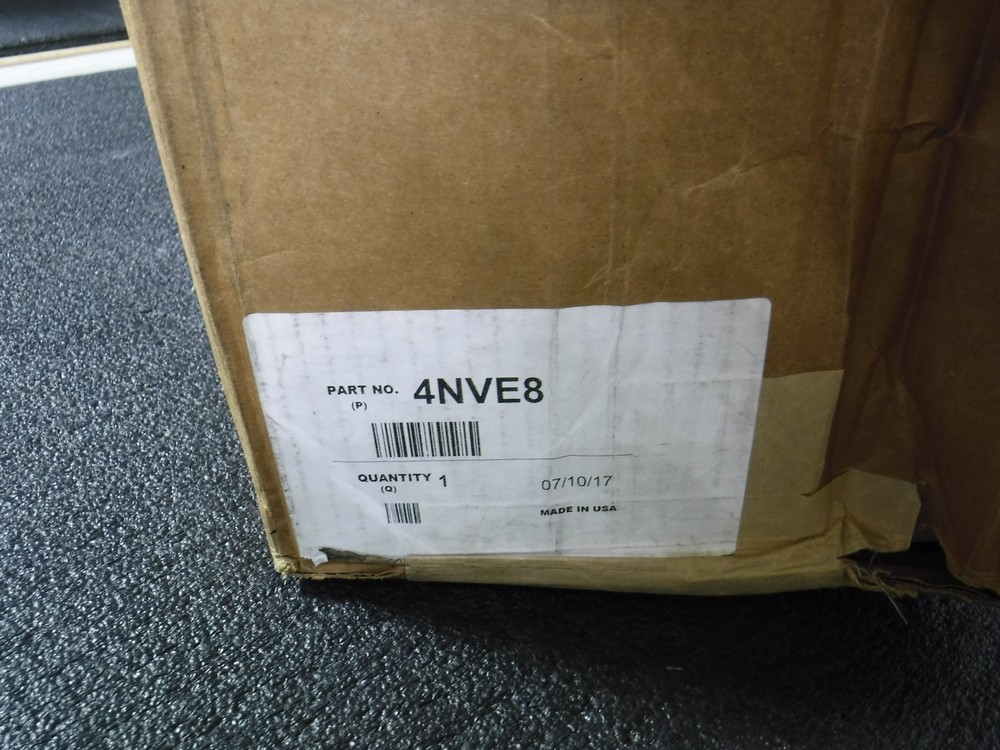 PART NO. 4NVE8
(P)
QUANTITY 1
(Q)
07/10/17
MADE IN USA